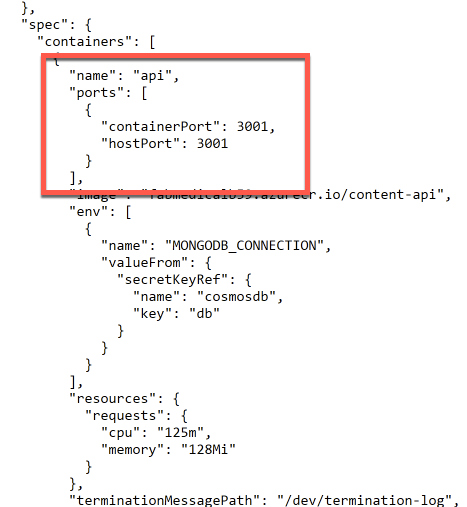 },
"spec": {
"containers": [
{
"name": "api",
"ports": [
{
"containerPort": 3001,
"hostPort": 3001
}
],
"image": "fabmedicalb59.azurecr.io/content-api",
"env": [
{
"name": "MONGODB_CONNECTION",
"valueFrom": {
"secretKeyRef": {
"name": "cosmosdb",
"key": "db"
}
}
}
],
"resources": {
"requests": {
"cpu": "125m",
"memory": "128Mi"
}
},
"terminationMessagePath": "/dev/termination-log",